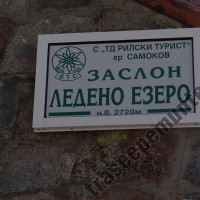 С "ТД РИЛСКИ ТУРИСТ"
гр САМОКОВ
БТС
ЗАСЛОН
ЛЕДЕНО ЕЗЕРО
н.в. 2720м